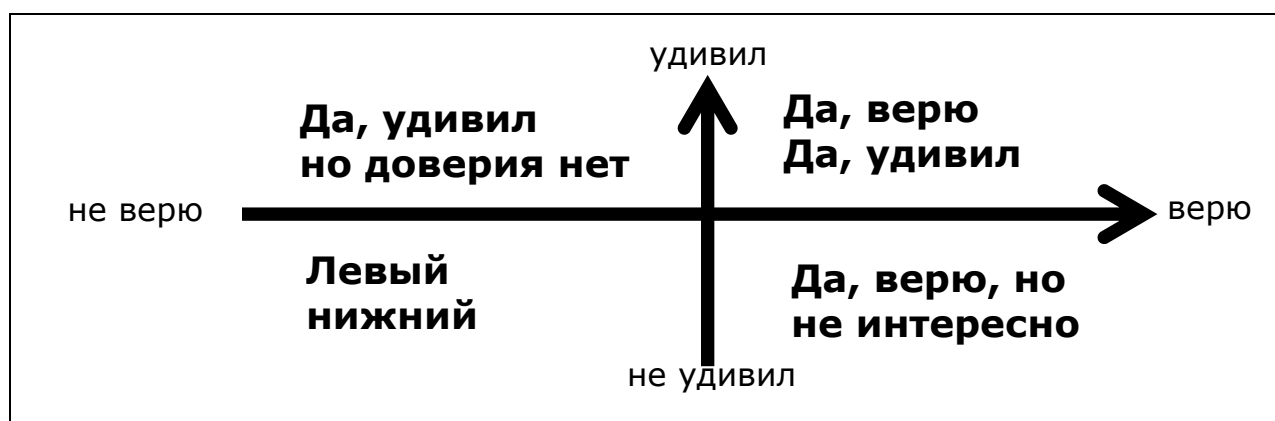 удивил
Да, удивил
но доверия нет
Да, верю
Да, удивил
не верю
верю
Левый
нижний
Да, верю, но
не интересно
не удивил